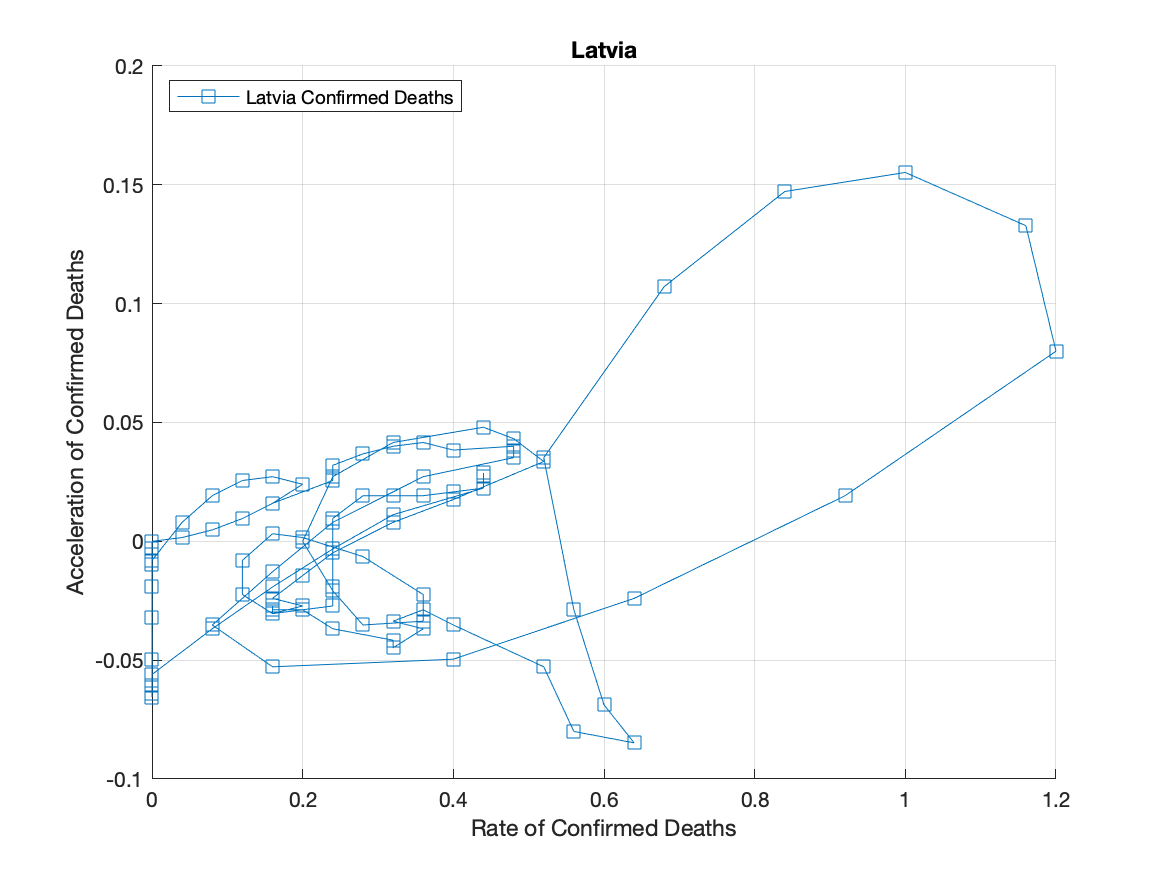 Latvia
Latvia Confirmed Deaths
0.2
0.15
0.1
0.05
0
-0.05
-0.1
Acceleration of Confirmed Deaths
0 0.2 0.4 0.6 0.8 1 1.2
Rate of Confirmed Deaths